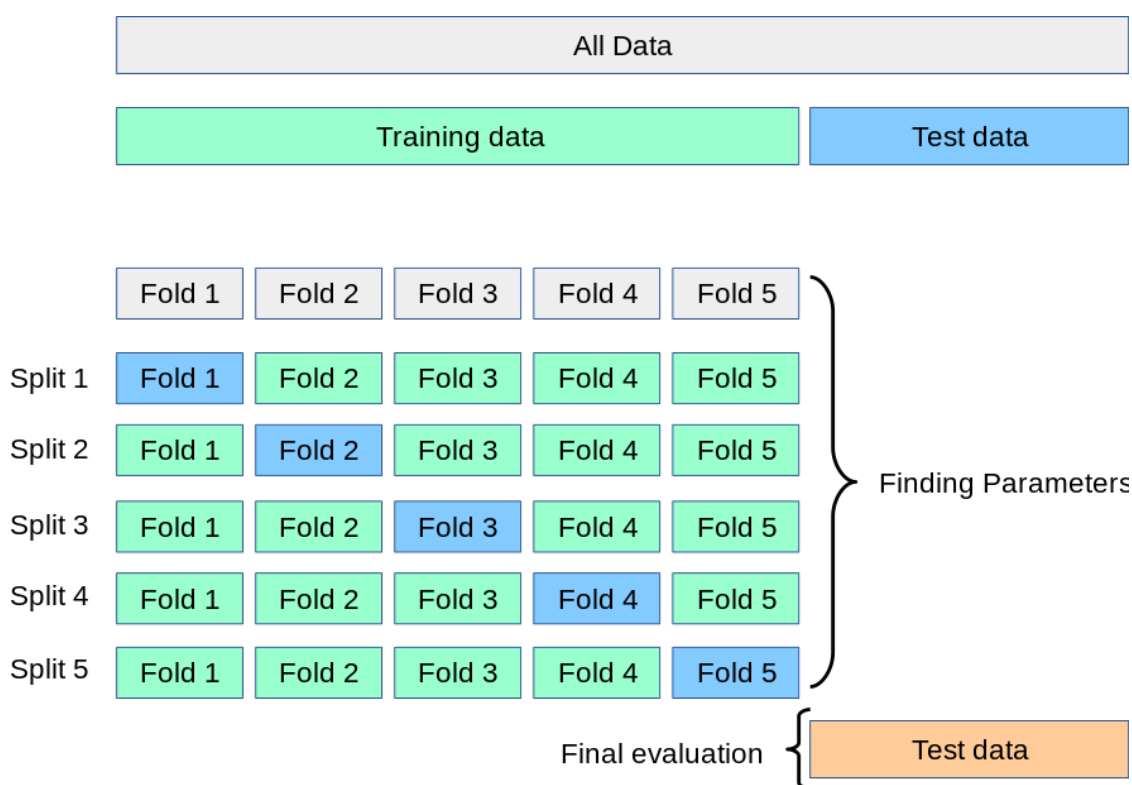 All Data
Training data Test data
Fold 1 Fold 2 Fold 3 Fold 4 Fold 5
Split 1 Fold 1 Fold 2 Fold 3 Fold 4 Fold 5
Split 2 Fold 1 Fold 2 Fold 3 Fold 4 Fold 5
Finding Parameters
Split 3 Fold 1 Fold 2 Fold 3 Fold 4 Fold 5
Split 4 Fold 1 Fold 2 Fold 3 Fold 4 Fold 5
Split 5 Fold 1 Fold 2 Fold 3 Fold 4 Fold 5
Final evaluation Test data